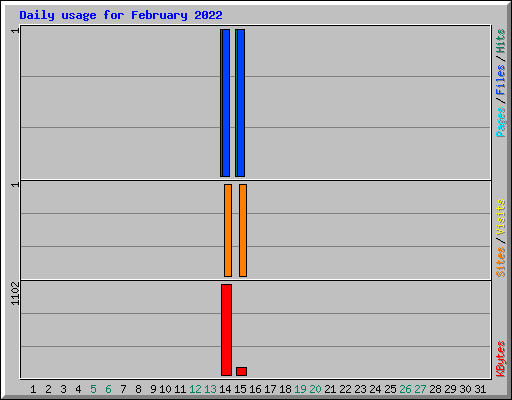 Daily usage for February 2022
1
Pages/Files/Hits
1
Sites/Visits
1102
KBytes
1 2 3 4 5 6 7 8 9 10 11 12 13 14 15 16 17 18 19 20 21 22 23 24 25 26 27 28 29 30 31